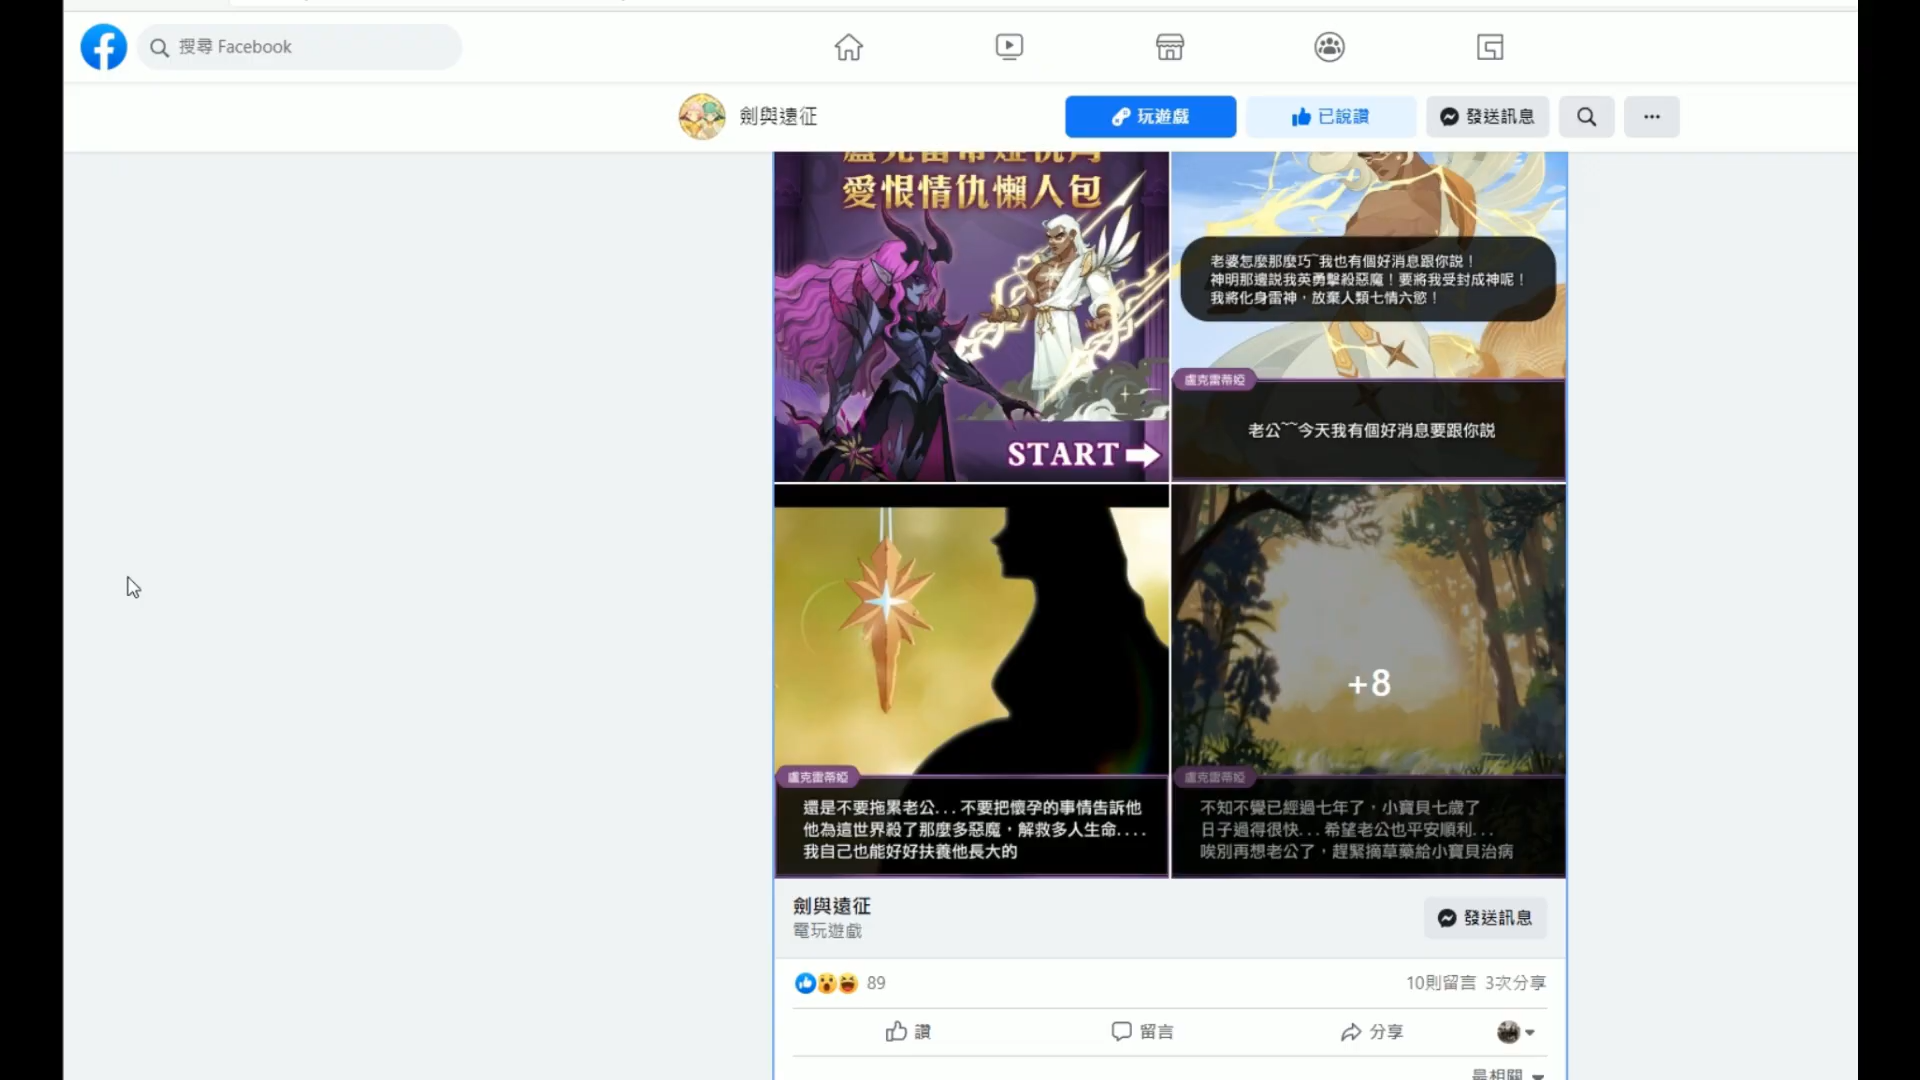 搜尋 Facebook
劍與遠征
玩遊戲
已說讚
發送訊息
愛恨情仇懶人包
START
老婆怎麼那麼巧~我也有個好消息跟你說！
神明那邊說我英勇擊殺惡魔！要將我受封成神呢！
我將化身雷神，放棄人類七情六慾！
盧克雷蒂婭
老公~~今天我有個好消息要跟你說
盧克雷蒂婭
還是不要拖累老公...不要把懷孕的事情告訴他
他為這世界殺了那麼多惡魔，解救多人生命....
我自己也能好好扶養他長大的
+8
盧克雷蒂婭
不知不覺已經過七年了，小寶貝七歲了
日子過得很快...希望老公也平安順利...
唉別再想老公了，趕緊摘草藥給小寶貝治病
劍與遠征
電玩遊戲
發送訊息
89
10則留言 3次分享
讚
留言
分享
最相關